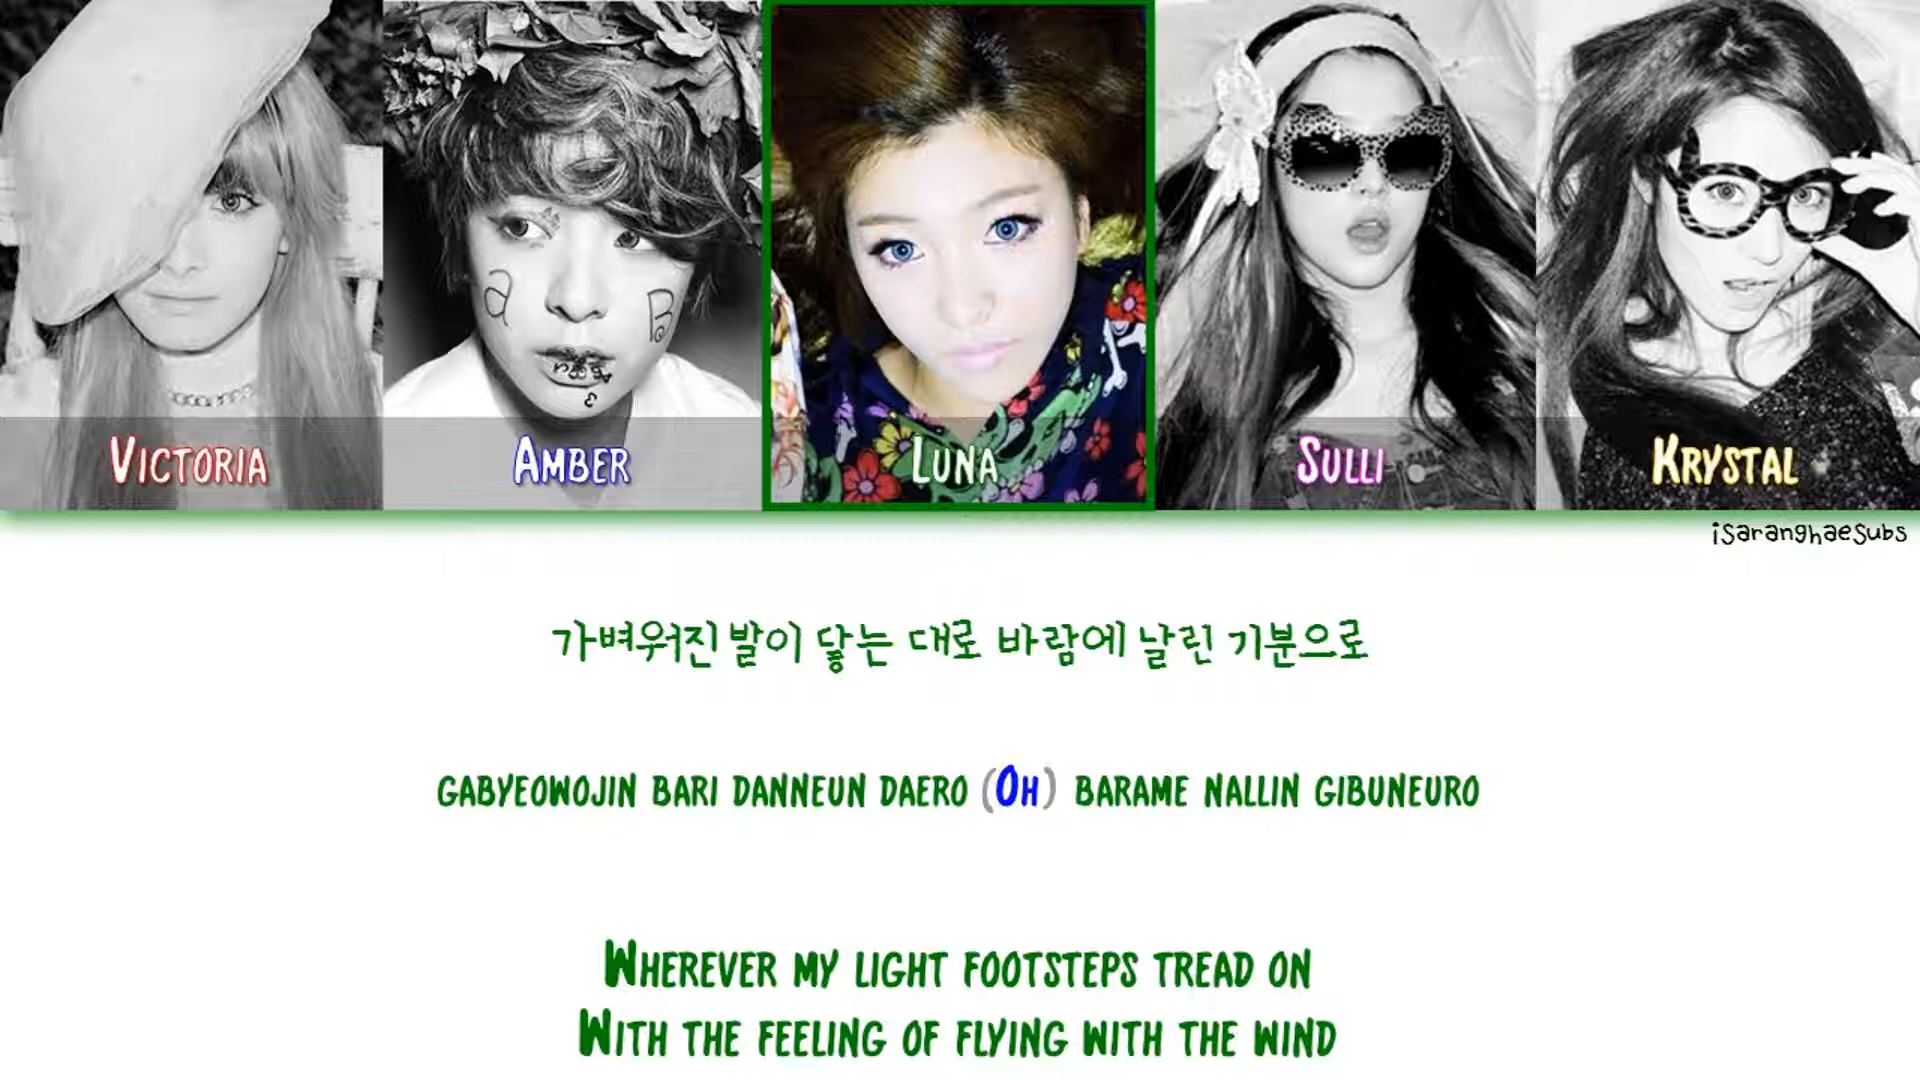 Victoria
Amber
Luna
Sulli
Krystal
isaranghaesubs
가벼워진 발이 닿는 대로 바람에 날린 기분으로
gabyeowojin bari danneun daero (Oh) barame nallin gibuneuro
Wherever my light footsteps tread on
With the feeling of flying with the wind